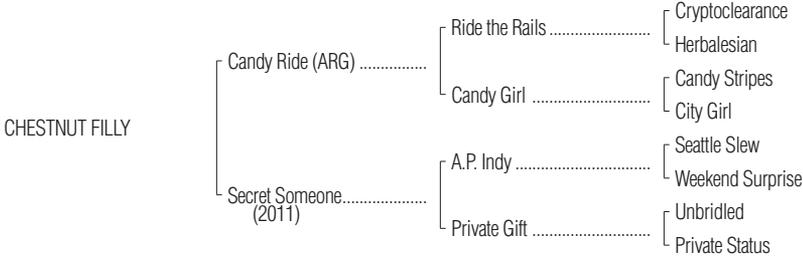 Cryptoclearance
Ride the Rails ........................
Herbalesian
Candy Ride (ARG) ................
Candy Stripes
Candy Girl ............................
City Girl
CHESTNUT FILLY
Seattle Slew
A.P. Indy ................................
Weekend Surprise
Secret Someone....................
(2011)
Unbridled
Private Gift ............................
Private Status